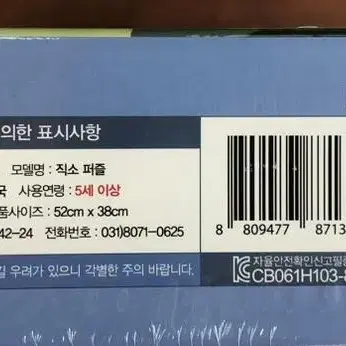 의한 표시사항
모델명 : 직소 퍼즐
국 사용연령 : 5세 이상
품사이즈 : 52cm x 38cm
42-24 전화번호 : 031)8071-0625
길 우려가 있으니 각별한 주의 바랍니다.
8 809477 8713
자율안전확인신고필증
CB061H103-8